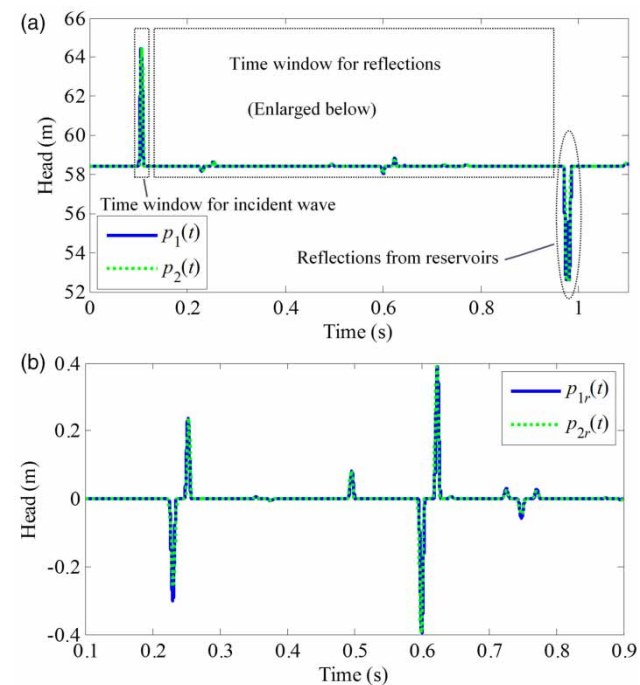 (a)
66
64
62
60
58
56
54
52
Head (m)
Time window for reflections
(Enlarged below)
Time window for incident wave
p1(t)
p2(t)
Reflections from reservoirs
0 0.2 0.4 0.6 0.8 1
Time (s)
(b)
0.4
0.2
0
-0.2
-0.4
Head (m)
p1r(t)
p2r(t)
0.1 0.2 0.3 0.4 0.5 0.6 0.7 0.8 0.9
Time (s)